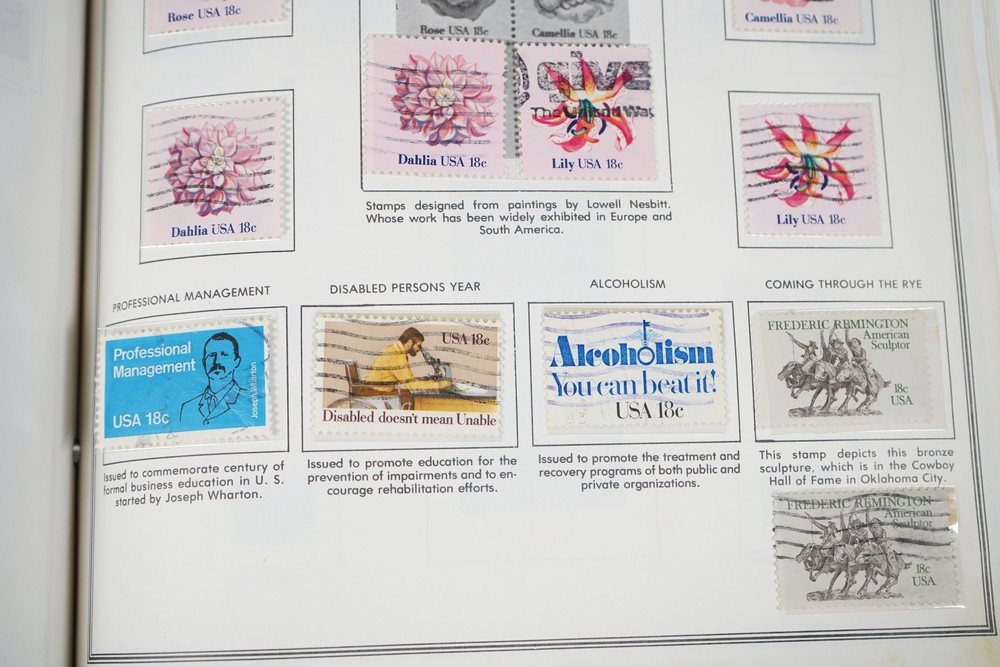 Rose USA 18c
Rose USA 18c
Camellia USA 18c
Camellia USA 18c
Dahlia USA 18c
Dahlia USA 18c
give
The United Way
Lily USA 18c
Lily USA 18c
Stamps designed from paintings by Lowell Nesbitt.
Whose work has been widely exhibited in Europe and
South America.
PROFESSIONAL MANAGEMENT
Professional
Management
Joseph Wharton
USA 18c
Issued to commemorate century of
formal business education in U. S.
started by Joseph Wharton.
DISABLED PERSONS YEAR
USA 18c
Disabled doesn't mean Unable
Issued to promote education for the
prevention of impairments and to en-
courage rehabilitation efforts.
ALCOHOLISM
Alcoholism
You can beat it!
USA 18c
Issued to promote the treatment and
recovery programs of both public and
private organizations.
COMING THROUGH THE RYE
FREDERIC REMINGTON
American
Sculptor
18c
USA
This stamp depicts this bronze
sculpture, which is in the Cowboy
Hall of Fame in Oklahoma City.
FREDERIC REMINGTON
American
Sculptor
18c
USA